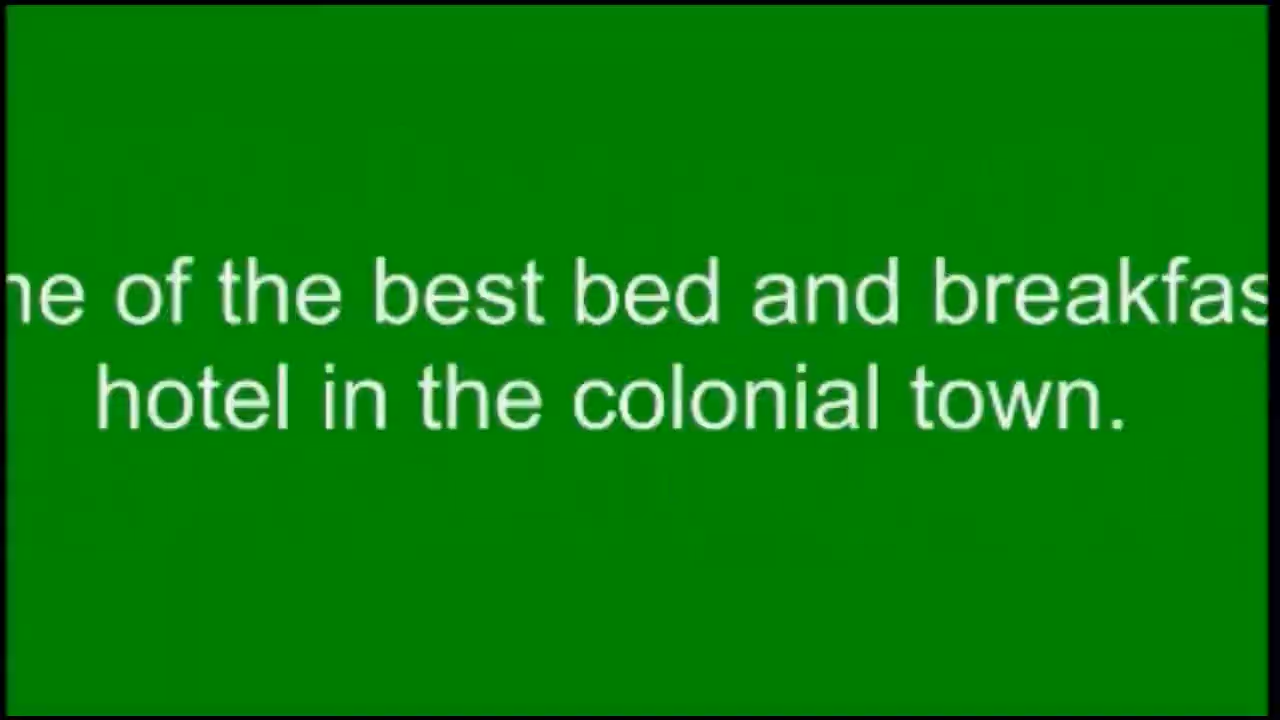 ne of the best bed and breakfas
hotel in the colonial town.